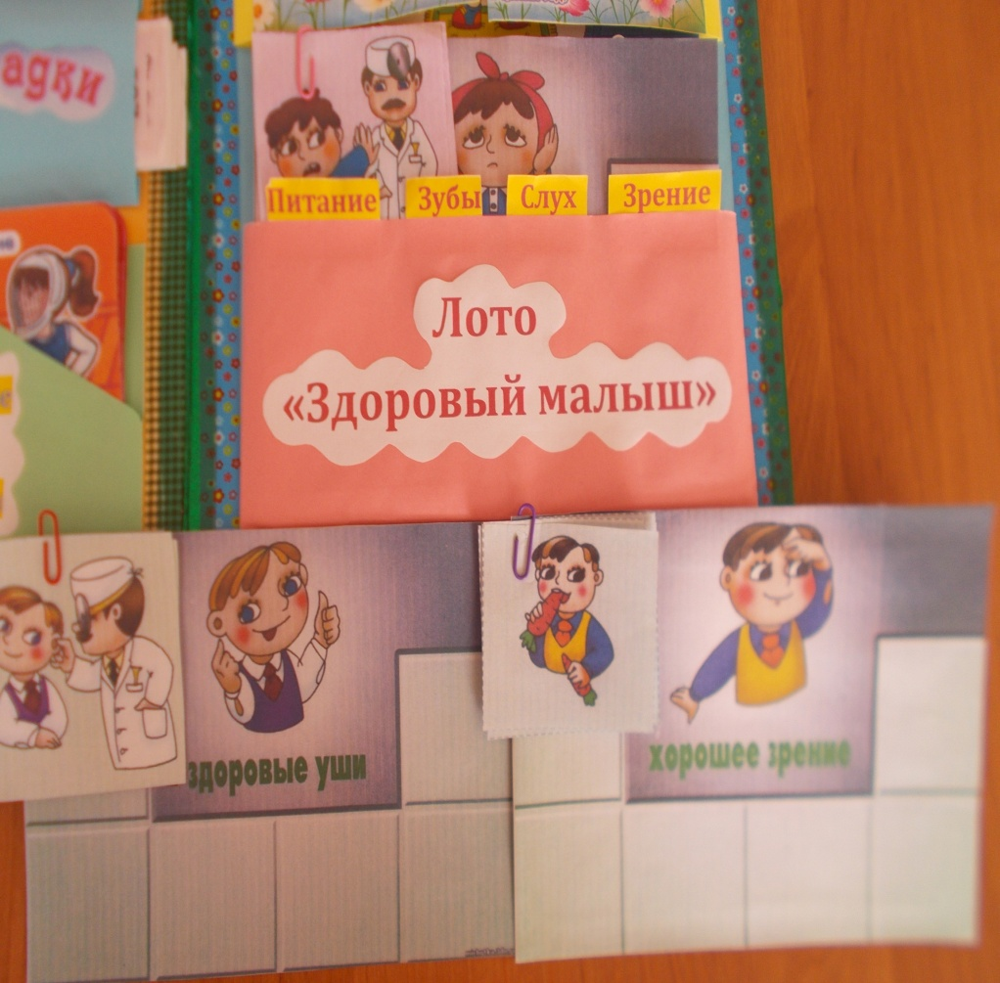 адки
Питание
Зубы
Слух
Зрение
Лото
«Здоровый малыш»
здоровые уши
хорошее зрение